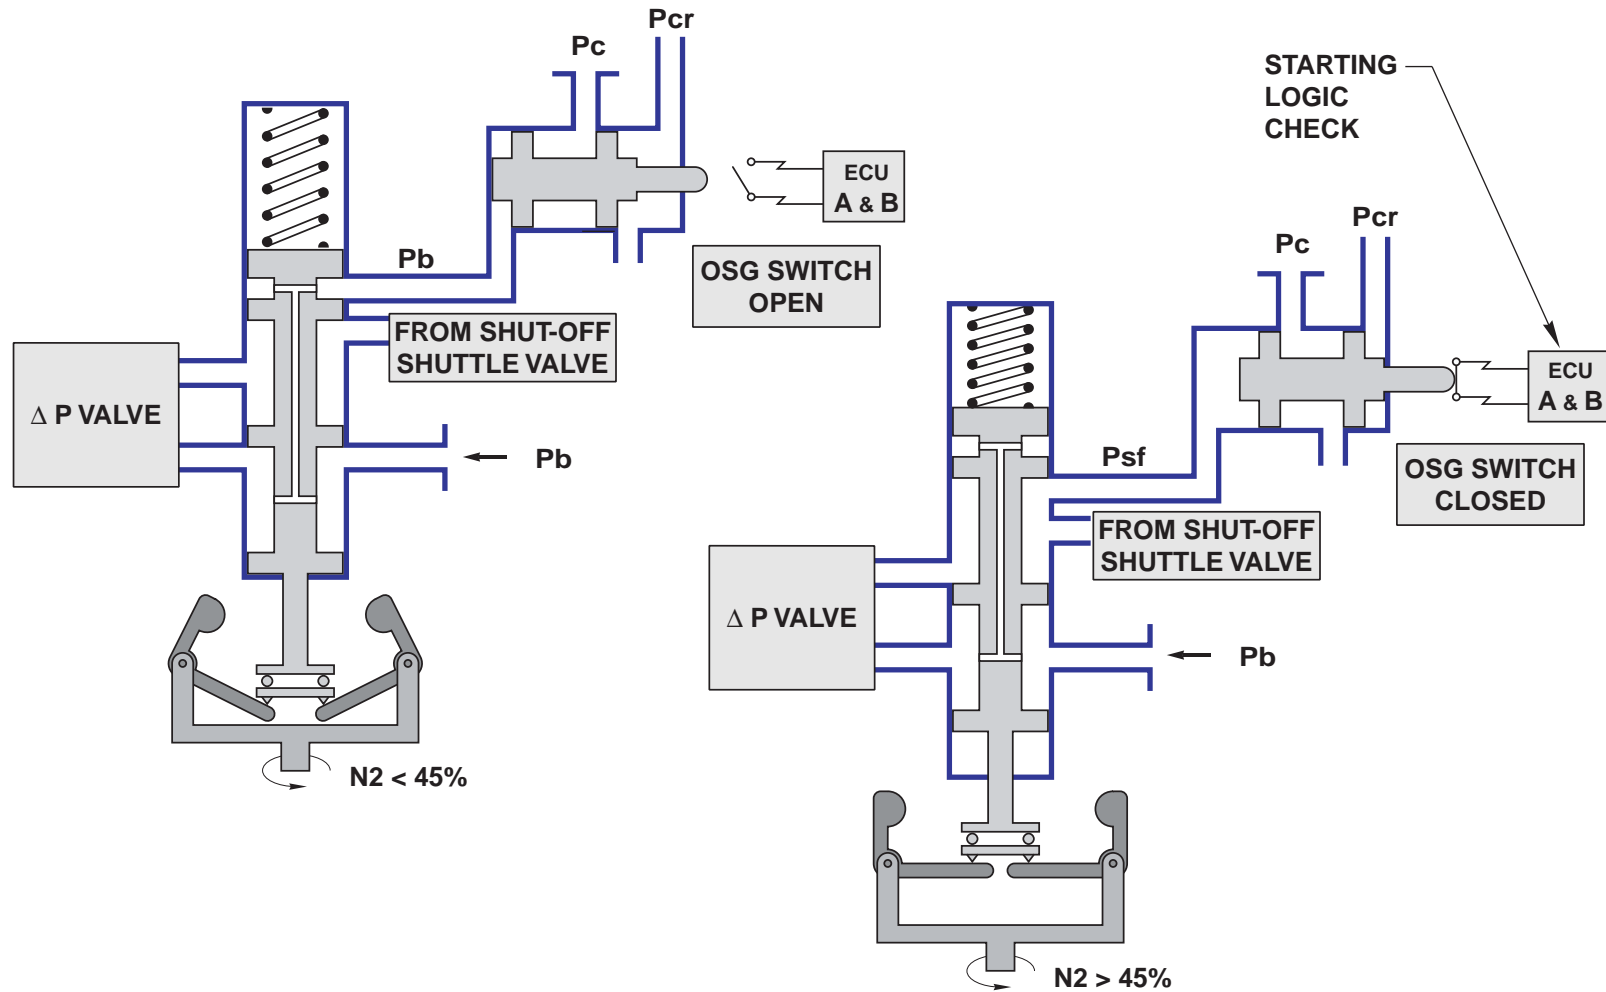 Pcr
Pc
ECU
A & B
Pb
OSG SWITCH
OPEN
FROM SHUT-OFF
SHUTTLE VALVE
Δ P VALVE
Pb
N2 < 45%
STARTING
LOGIC
CHECK
Pcr
Pc
ECU
A & B
Psf
OSG SWITCH
CLOSED
FROM SHUT-OFF
SHUTTLE VALVE
Δ P VALVE
Pb
N2 > 45%